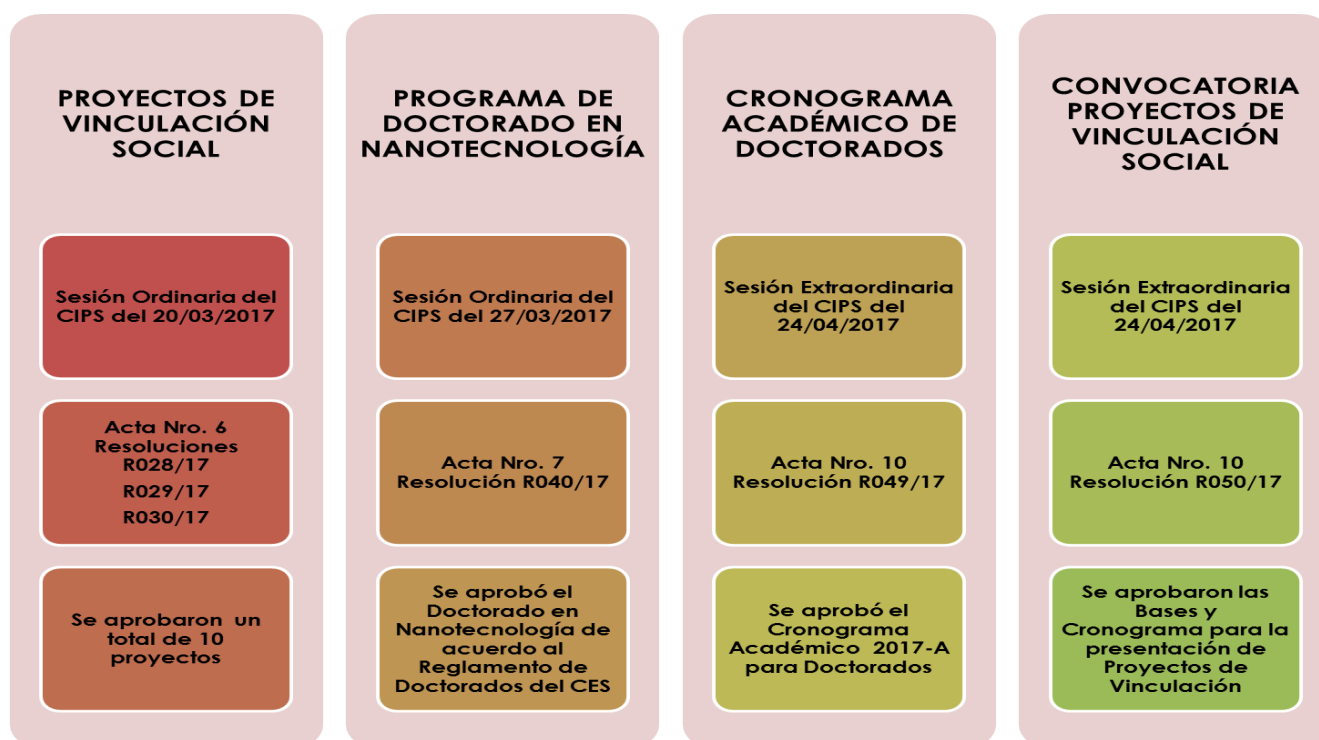 PROYECTOS DE
VINCULACIÓN
SOCIAL
Sesión Ordinaria del
CIPS del 20/03/2017
Acta Nro. 6
Resoluciones
R028/17
R029/17
R030/17
Se aprobaron un
total de 10
proyectos
PROGRAMA DE
DOCTORADO EN
NANOTECNOLOGÍA
Sesión Ordinaria del
CIPS del 27/03/2017
Acta Nro. 7
Resolución R040/17
Se aprobó el
Doctorado en
Nanotecnología de
acuerdo al
Reglamento de
Doctorados del CES
CRONOGRAMA
ACADÉMICO DE
DOCTORADOS
Sesión Extraordinaria
del CIPS del
24/04/2017
Acta Nro. 10
Resolución R049/17
Se aprobó el
Cronograma
Académico 2017-A
para Doctorados
CONVOCATORIA
PROYECTOS DE
VINCULACIÓN
SOCIAL
Sesión Extraordinaria
del CIPS del
24/04/2017
Acta Nro. 10
Resolución R050/17
Se aprobaron las
Bases y
Cronograma para la
presentación de
Proyectos de
Vinculación